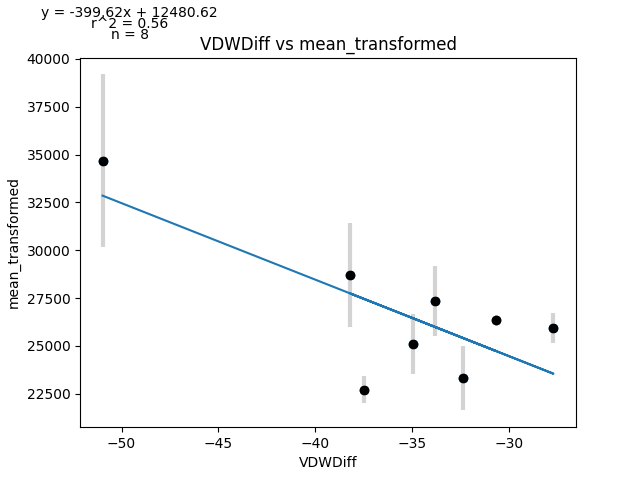 y = -399.62x + 12480.62
r^2 = 0.56
n = 8
VDWDiff vs mean_transformed
40000
37500
35000
32500
30000
27500
25000
22500
mean_transformed
−50
−45
−40
−35
−30
VDWDiff